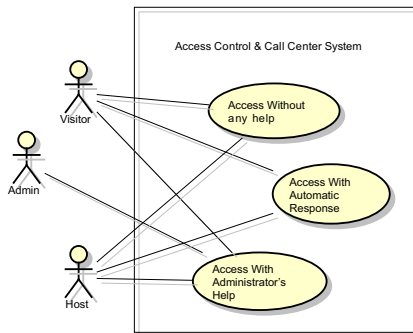 Access Control & Call Center System
Visitor
Access Without
any help
Admin
Access With
Automatic
Response
Host
Access With
Administrator's
Help